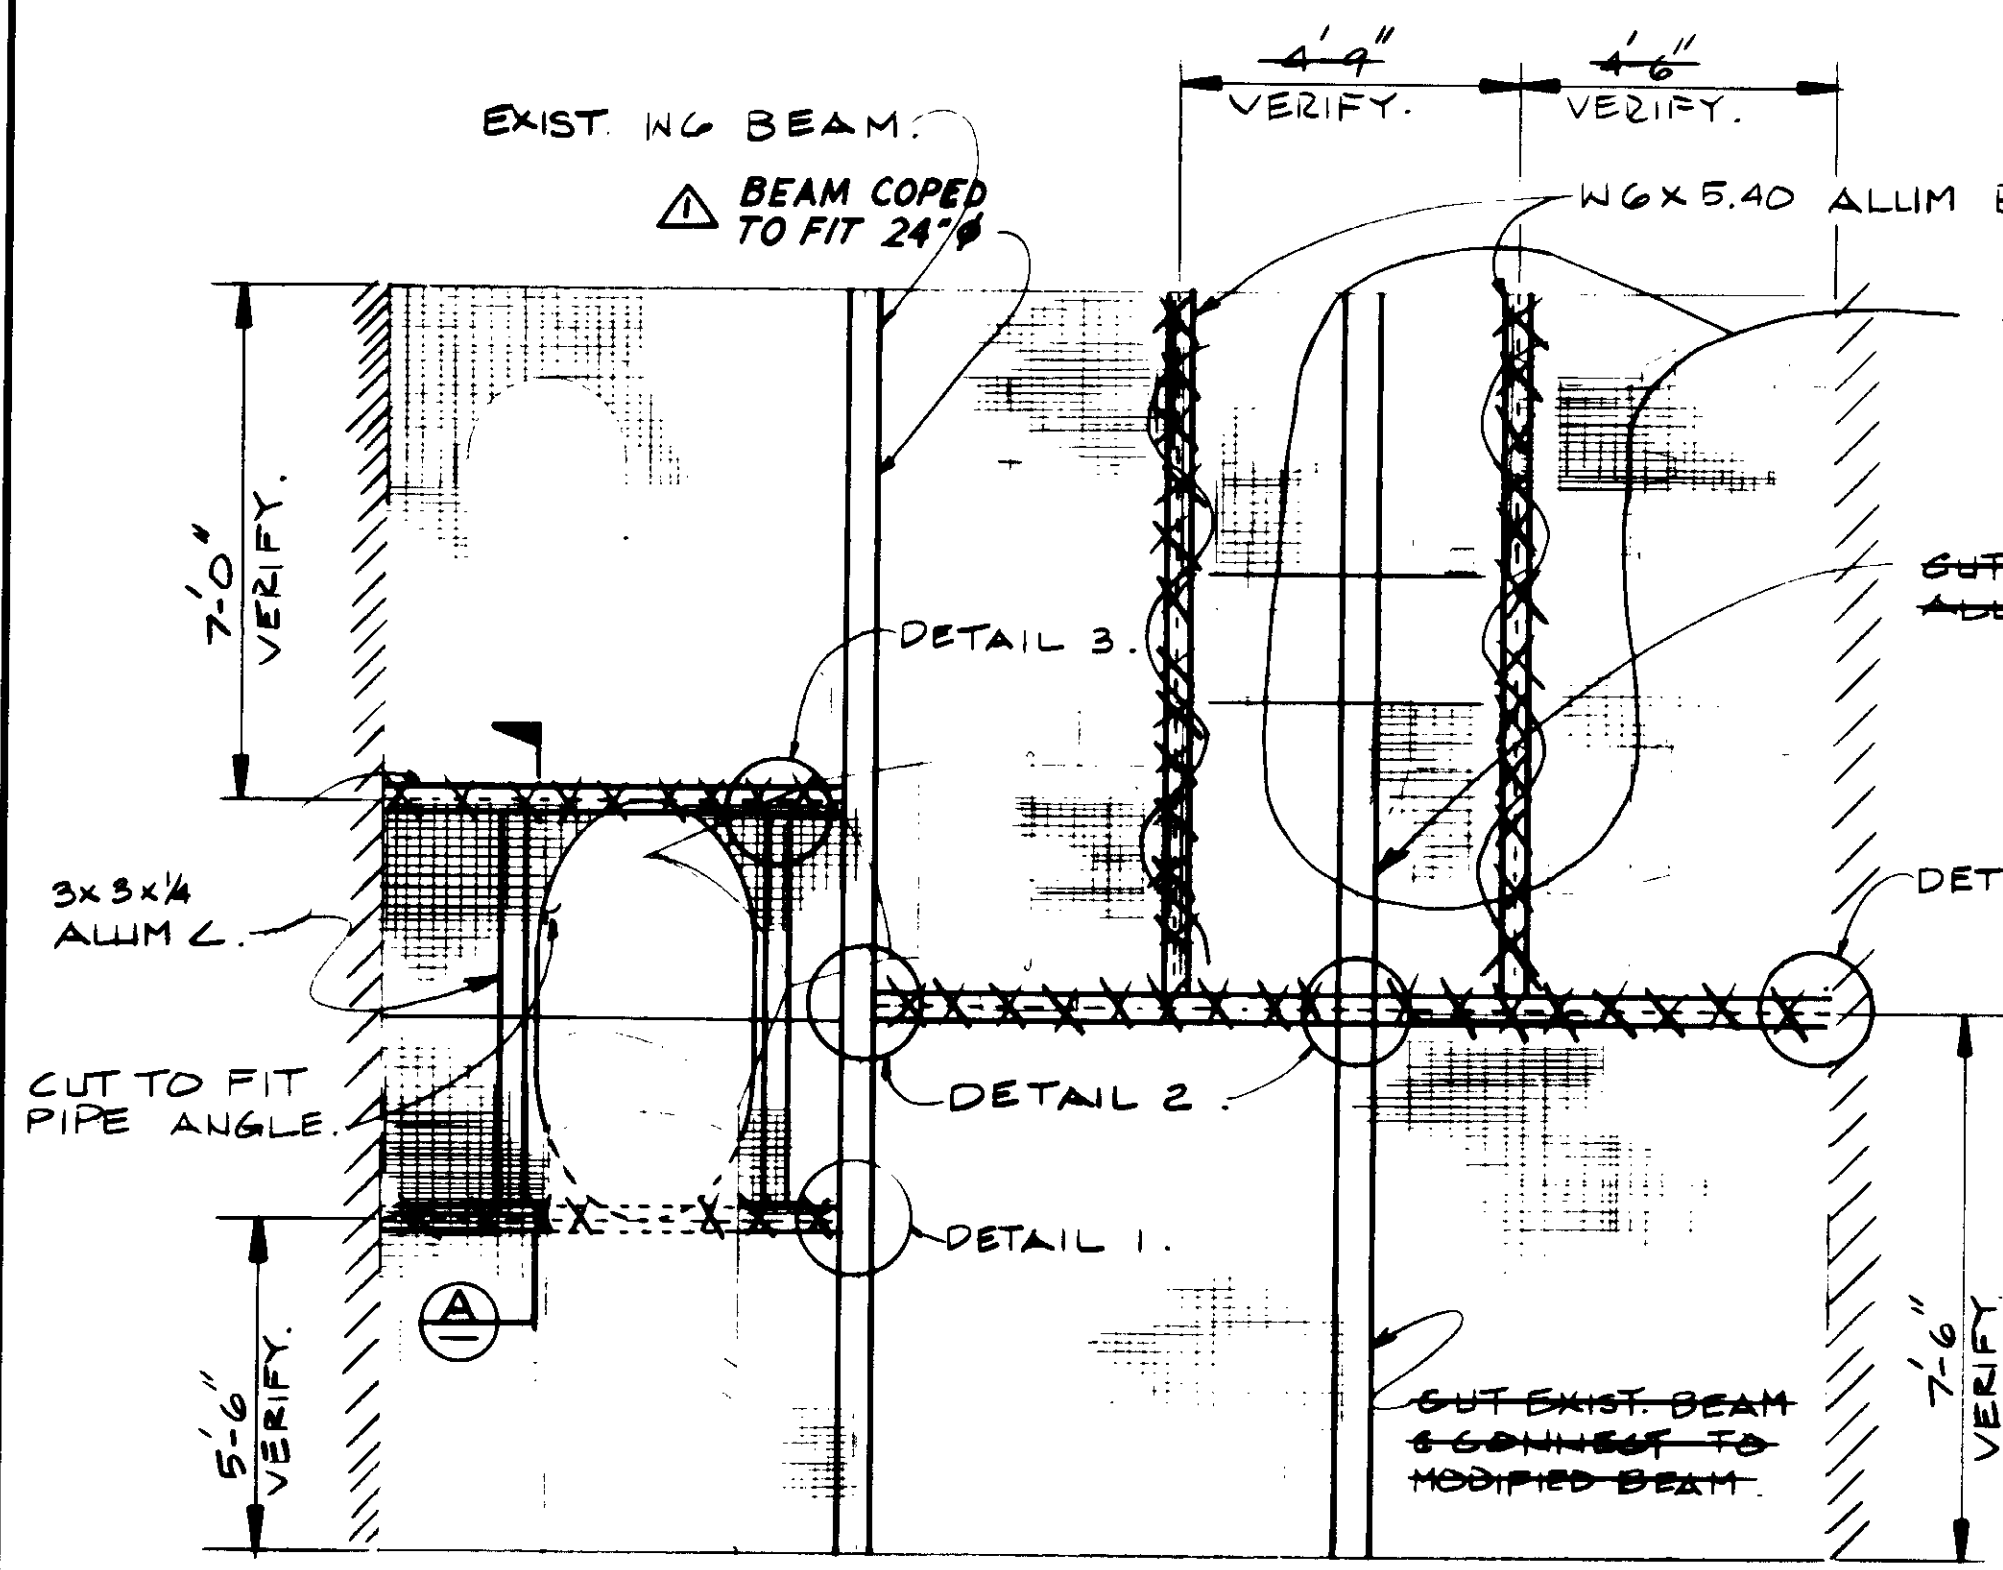 4'-9"
VERIFY.
4'-6"
VERIFY.
EXIST. W6 BEAM.
1 BEAM COPED
TO FIT 24"ø
W6 x 5.40 ALUM
7'-0"
VERIFY.
CUT
DETAIL 3.
3x3x1/4
ALUM L.
DET
CUT TO FIT
PIPE ANGLE.
DETAIL 2.
DETAIL 1.
A
5'-6"
VERIFY.
7'-6"
VERIFY.
CUT EXIST. BEAM
& CONNECT TO
MODIFIED BEAM.